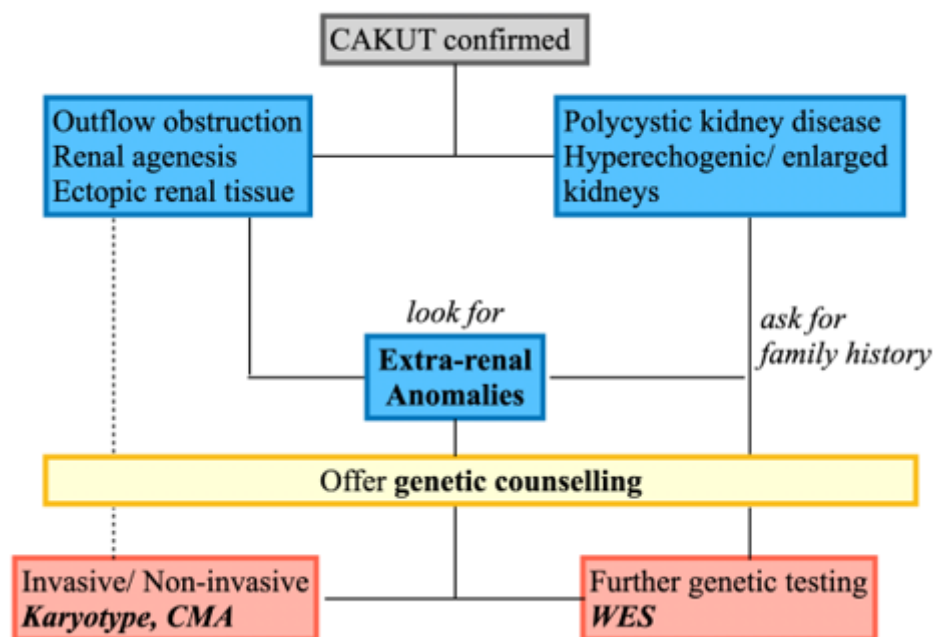 CAKUT confirmed
Outflow obstruction
Renal agenesis
Ectopic renal tissue
Polycystic kidney disease
Hyperechogenic/ enlarged
kidneys
look for
Extra-renal
Anomalies
ask for
family history
Offer genetic counselling
Invasive/ Non-invasive
Karyotype, CMA
Further genetic testing
WES